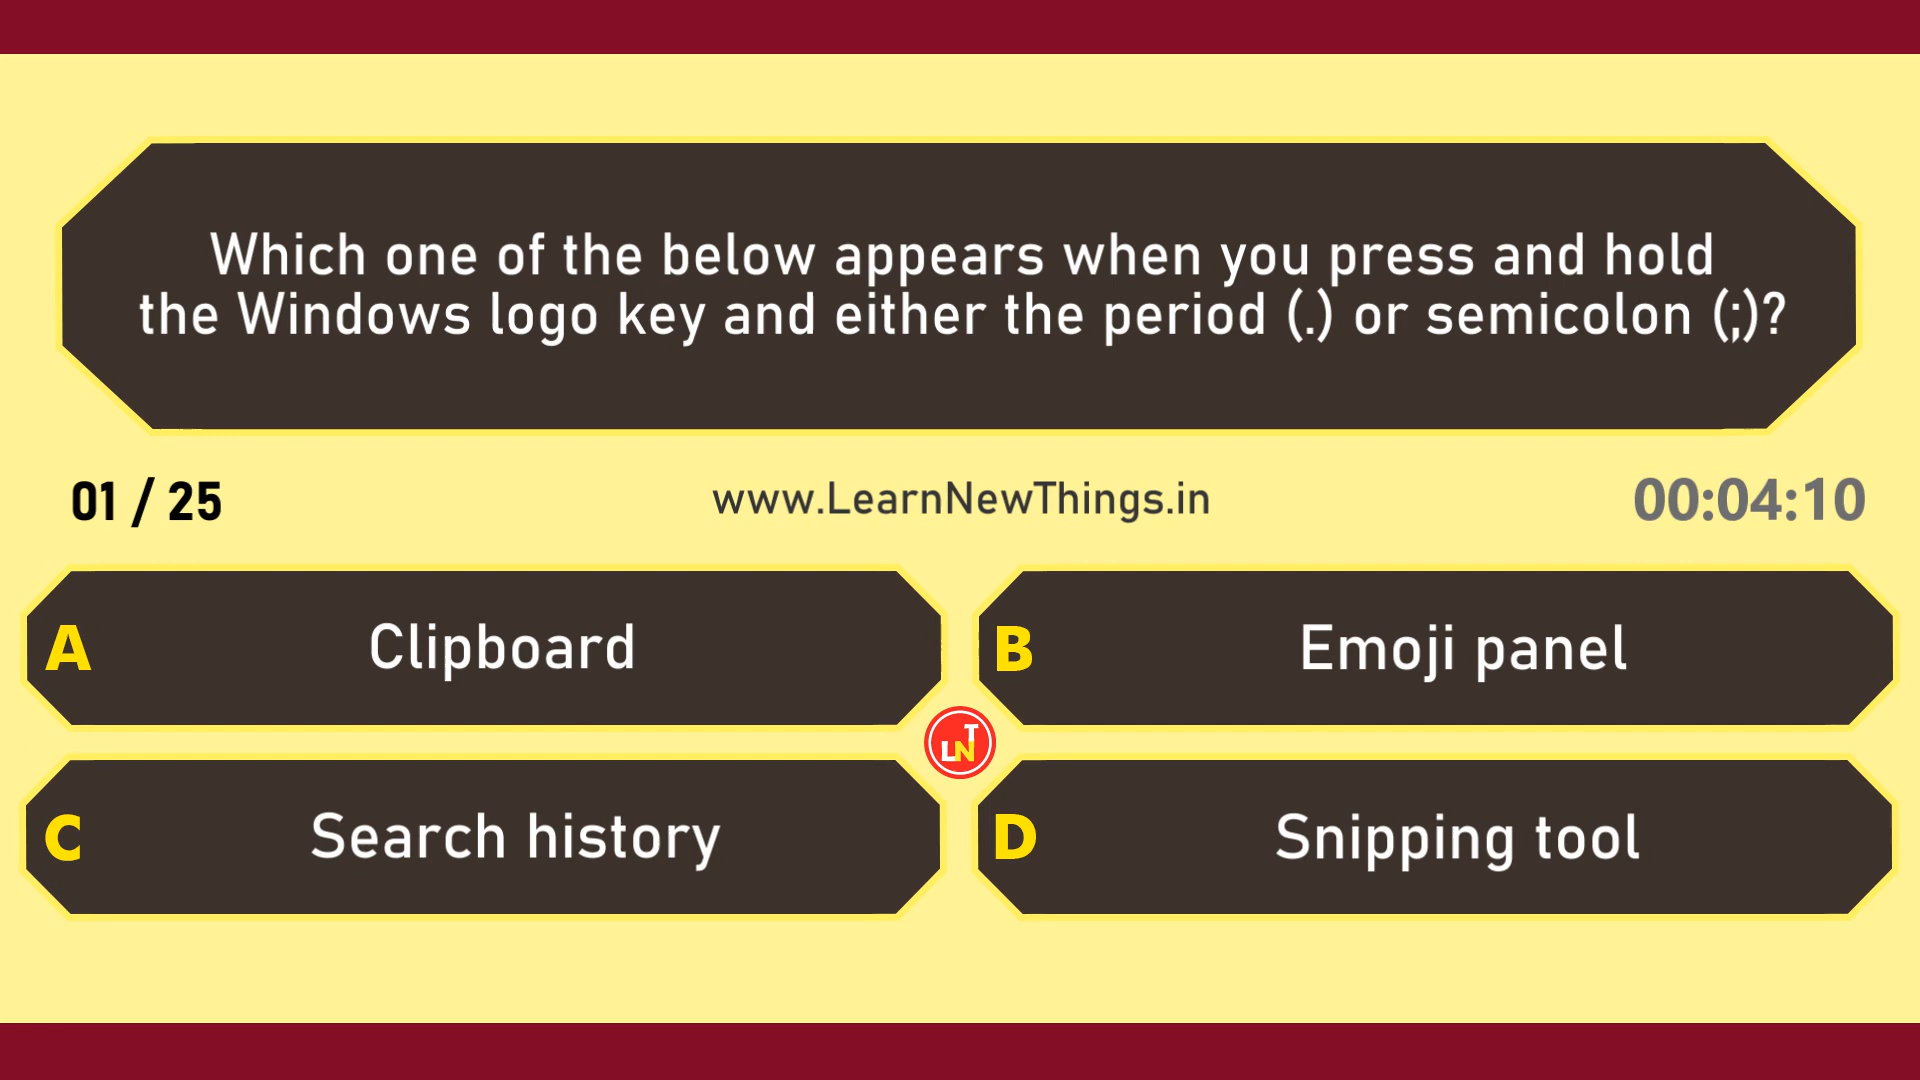 Which one of the below appears when you press and hold
the Windows logo key and either the period (.) or semicolon (;)?
01 / 25
www.LearnNewThings.in
00:04:10
A Clipboard
B Emoji panel
LNT
C Search history
D Snipping tool